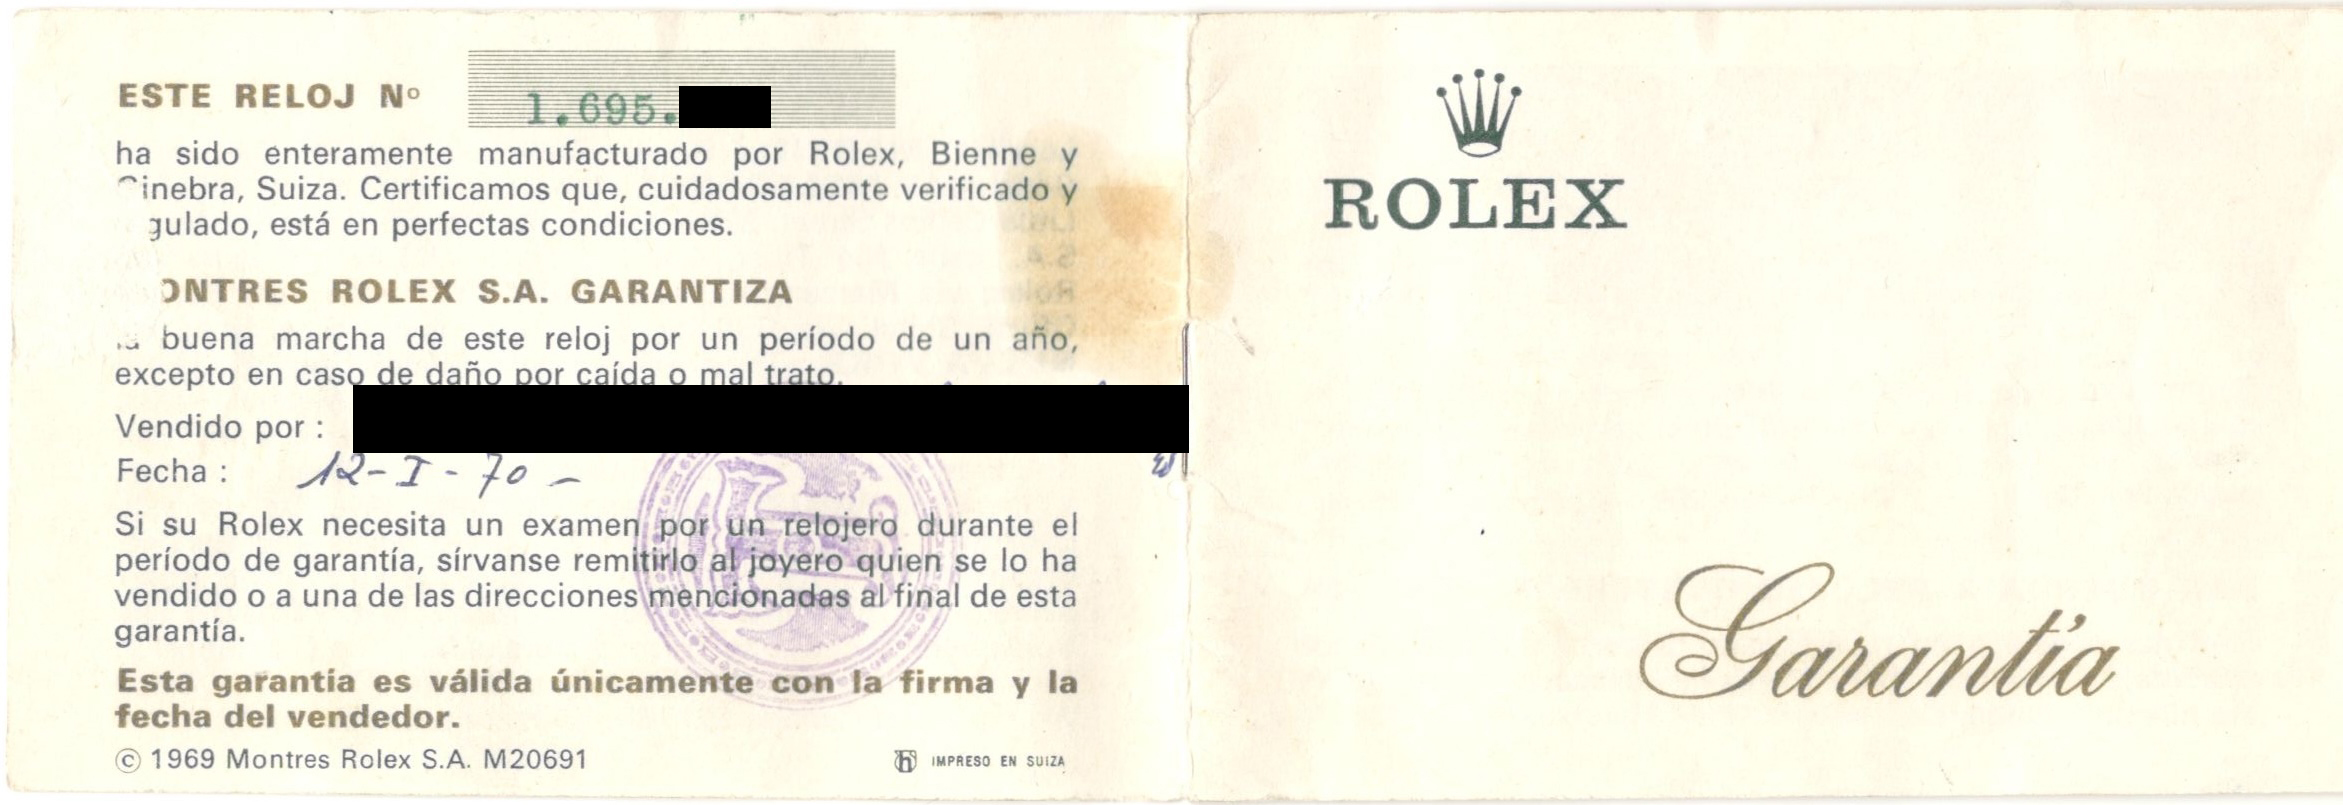 ESTE RELOJ Nº 1.695.
ha sido enteramente manufacturado por Rolex, Bienne y
inebra, Suiza. Certificamos que, cuidadosamente verificado y
gulado, está en perfectas condiciones.
ONTRES ROLEX S.A. GARANTIZA
buena marcha de este reloj por un período de un año,
excepto en caso de daño por caída o mal trato.
Vendido por :
Fecha : 12-I-70 -
Si su Rolex necesita un examen por un relojero durante el
período de garantía, sírvanse remitirlo al joyero quien se lo ha
vendido o a una de las direcciones mencionadas al final de esta
garantía.
Esta garantía es válida únicamente con la firma y la
fecha del vendedor.
© 1969 Montres Rolex S.A. M20691
IMPRESO EN SUIZA
ROLEX
Garantía